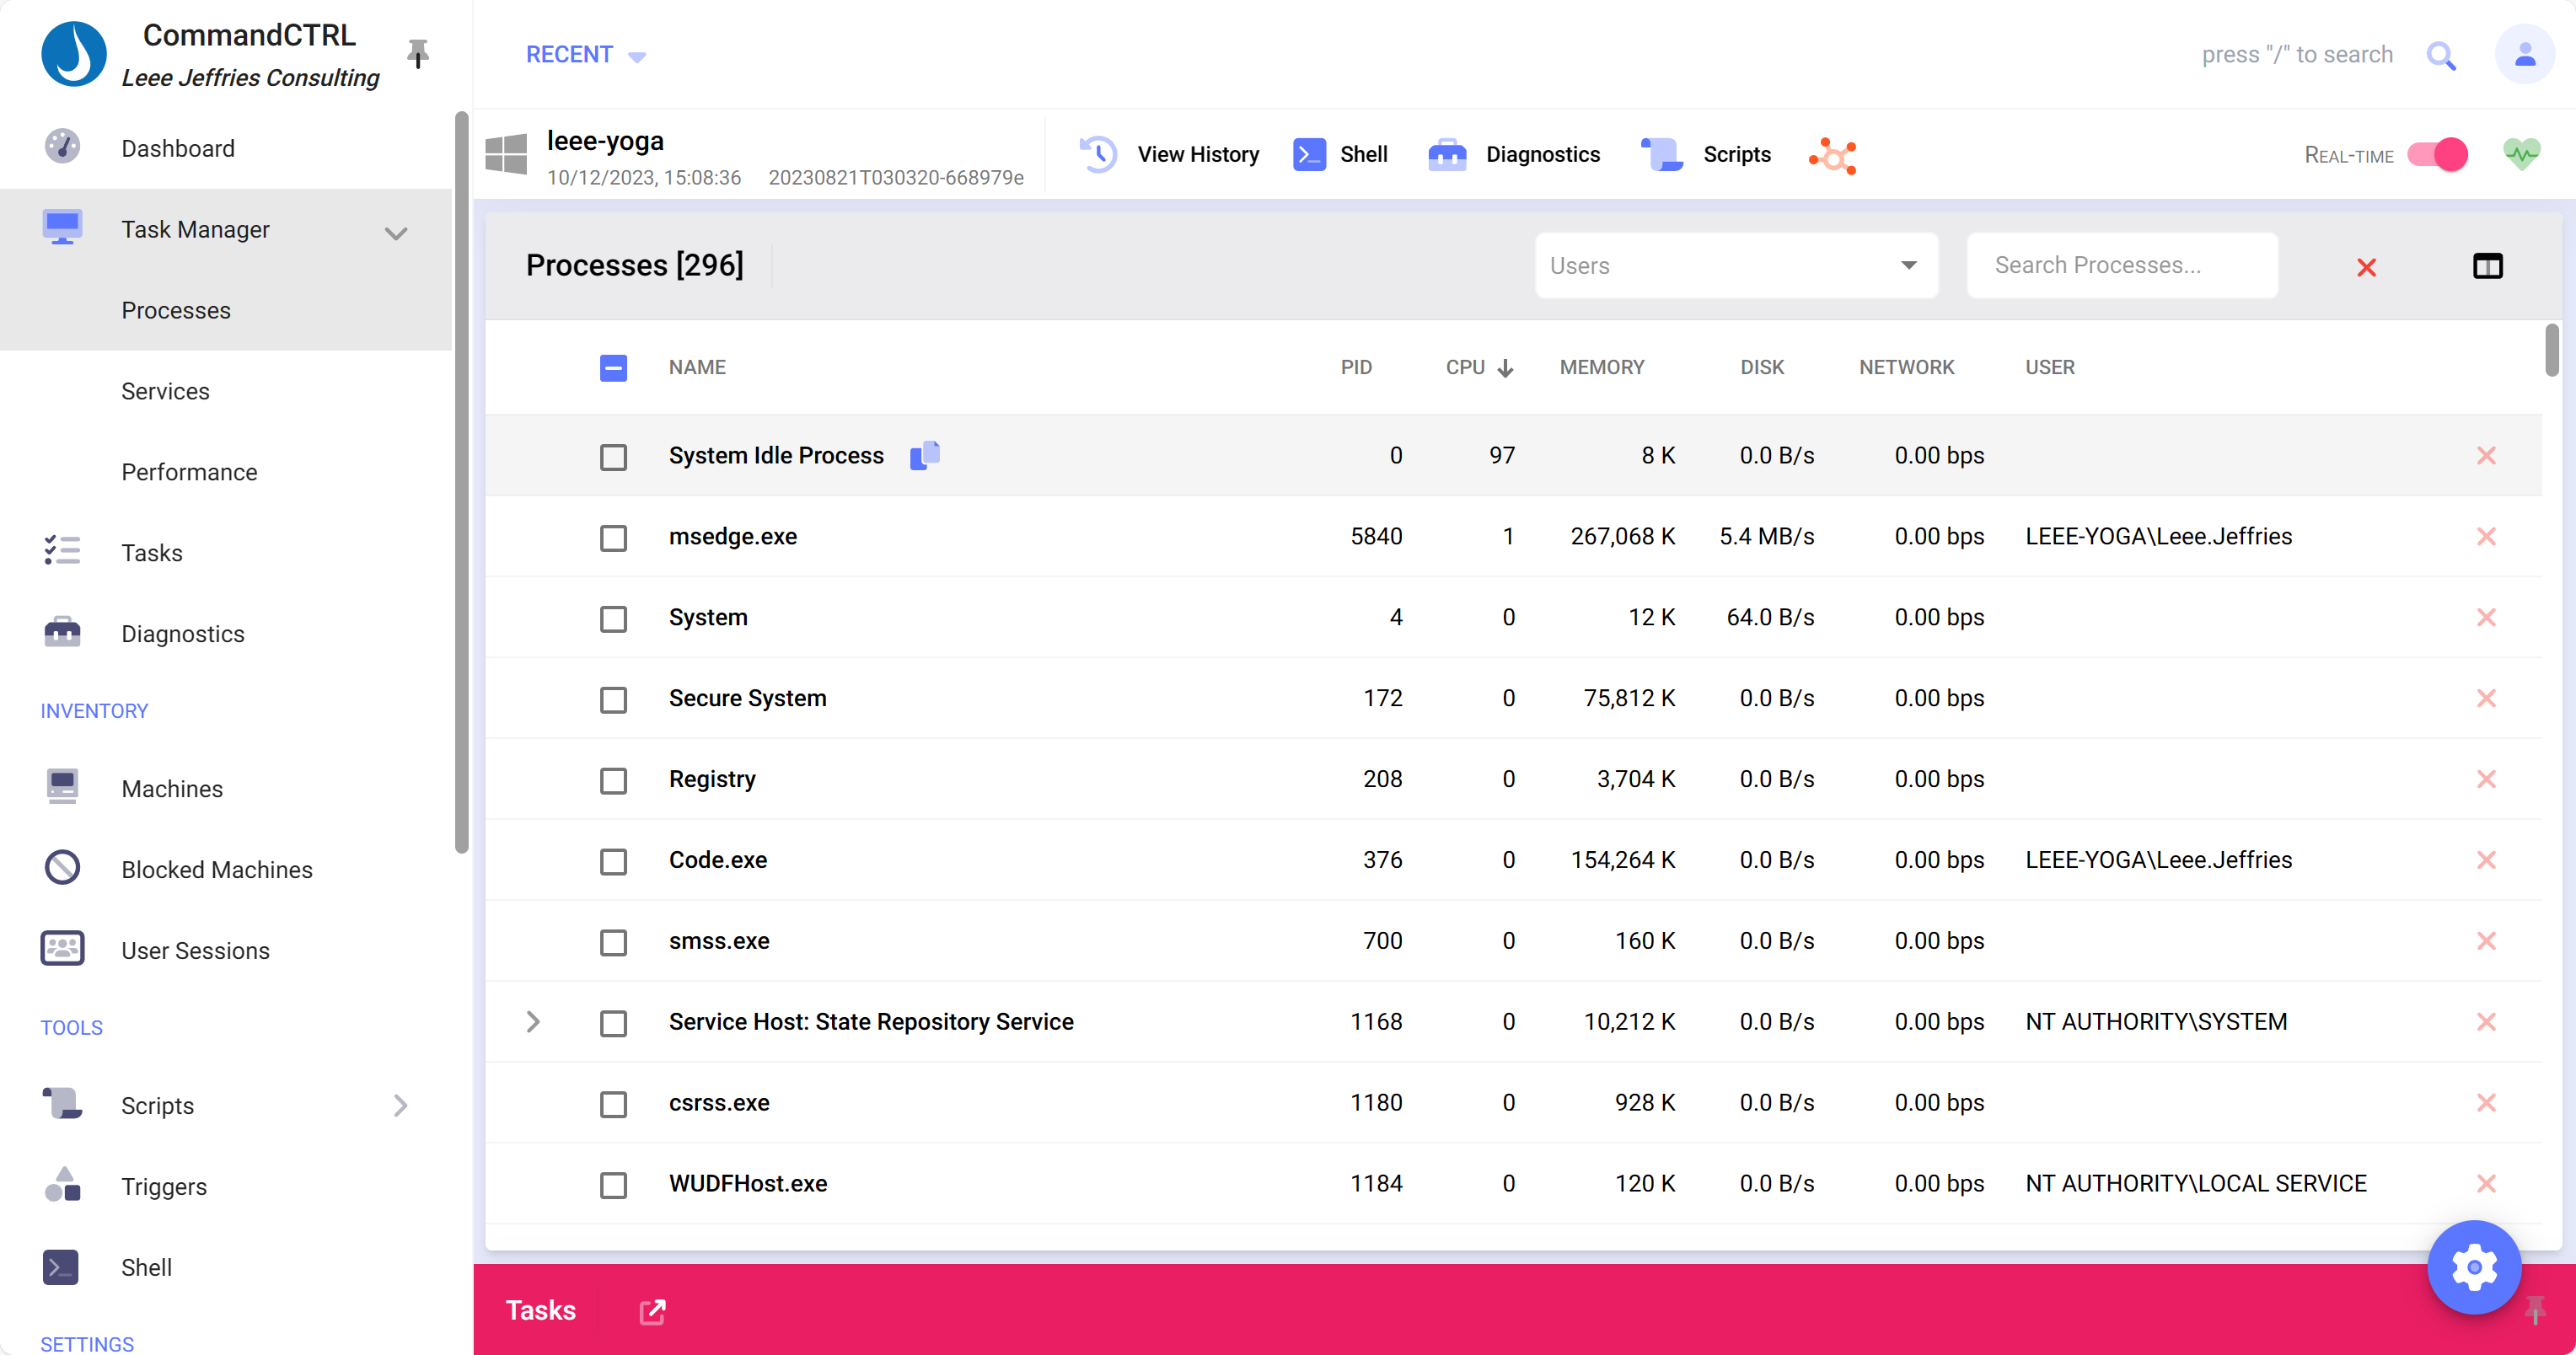 CommandCTRL
Leee Jeffries Consulting
Dashboard
Task Manager
Processes
Services
Performance
Tasks
Diagnostics
INVENTORY
Machines
Blocked Machines
User Sessions
TOOLS
Scripts
Triggers
Shell
SETTINGS
RECENT
press "/" to search
leee-yoga
10/12/2023, 15:08:36 20230821T030320-668979e
View History Shell Diagnostics Scripts
REAL-TIME
Processes [296] Users Search Processes...
NAME PID CPU MEMORY DISK NETWORK USER
System Idle Process 0 97 8 K 0.0 B/s 0.00 bps
msedge.exe 5840 1 267,068 K 5.4 MB/s 0.00 bps LEEE-YOGA\Leee.Jeffries
System 4 0 12 K 64.0 B/s 0.00 bps
Secure System 172 0 75,812 K 0.0 B/s 0.00 bps
Registry 208 0 3,704 K 0.0 B/s 0.00 bps
Code.exe 376 0 154,264 K 0.0 B/s 0.00 bps LEEE-YOGA\Leee.Jeffries
smss.exe 700 0 160 K 0.0 B/s 0.00 bps
Service Host: State Repository Service 1168 0 10,212 K 0.0 B/s 0.00 bps NT AUTHORITY\SYSTEM
csrss.exe 1180 0 928 K 0.0 B/s 0.00 bps
WUDFHost.exe 1184 0 120 K 0.0 B/s 0.00 bps NT AUTHORITY\LOCAL SERVICE
Tasks